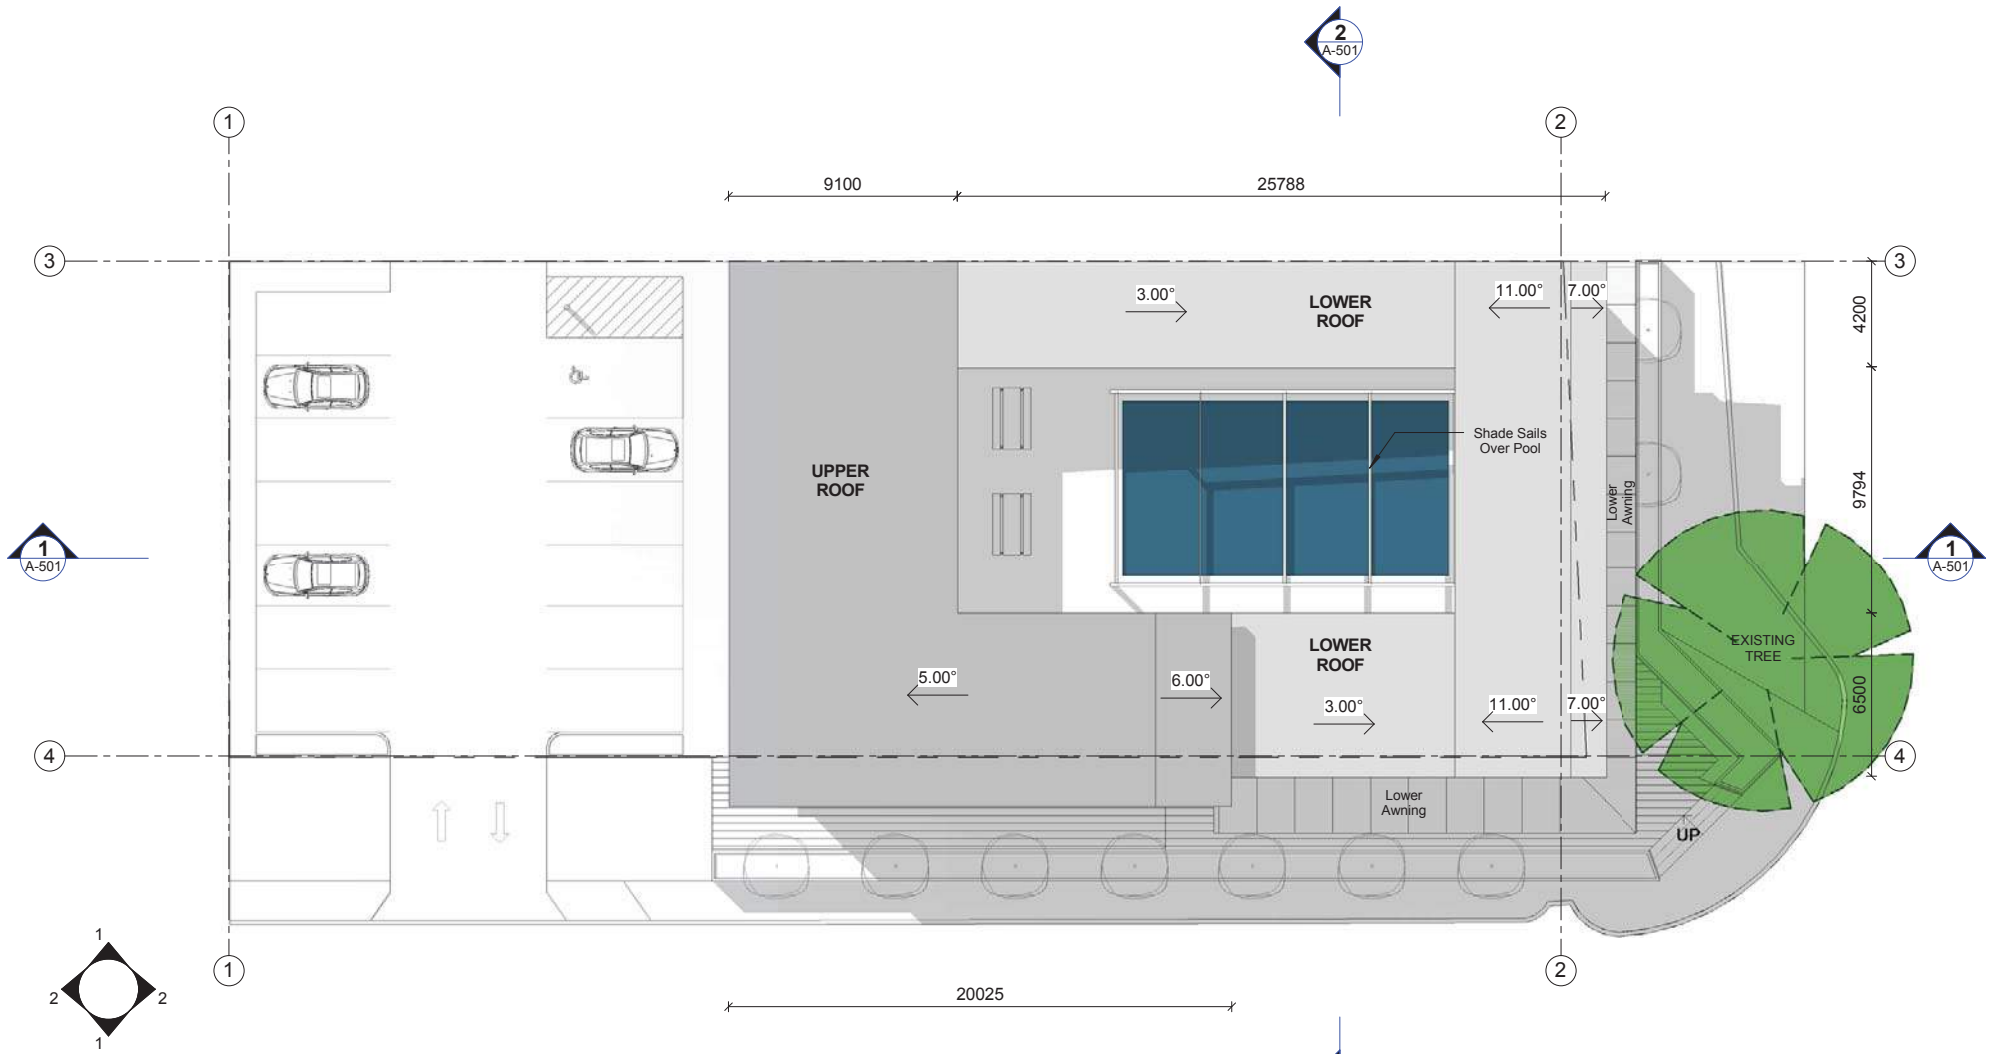 2
A-501
1
2
9100
25788
3
3
3.00°
LOWER
ROOF
11.00°
7.00°
4200
Shade Sails
Over Pool
UPPER
ROOF
9794
Lower
Awning
1
A-501
1
A-501
EXISTING
TREE
LOWER
ROOF
5.00°
6.00°
3.00°
11.00°
7.00°
6500
4
4
Lower
Awning
UP
1
2
2
1
1
2
20025